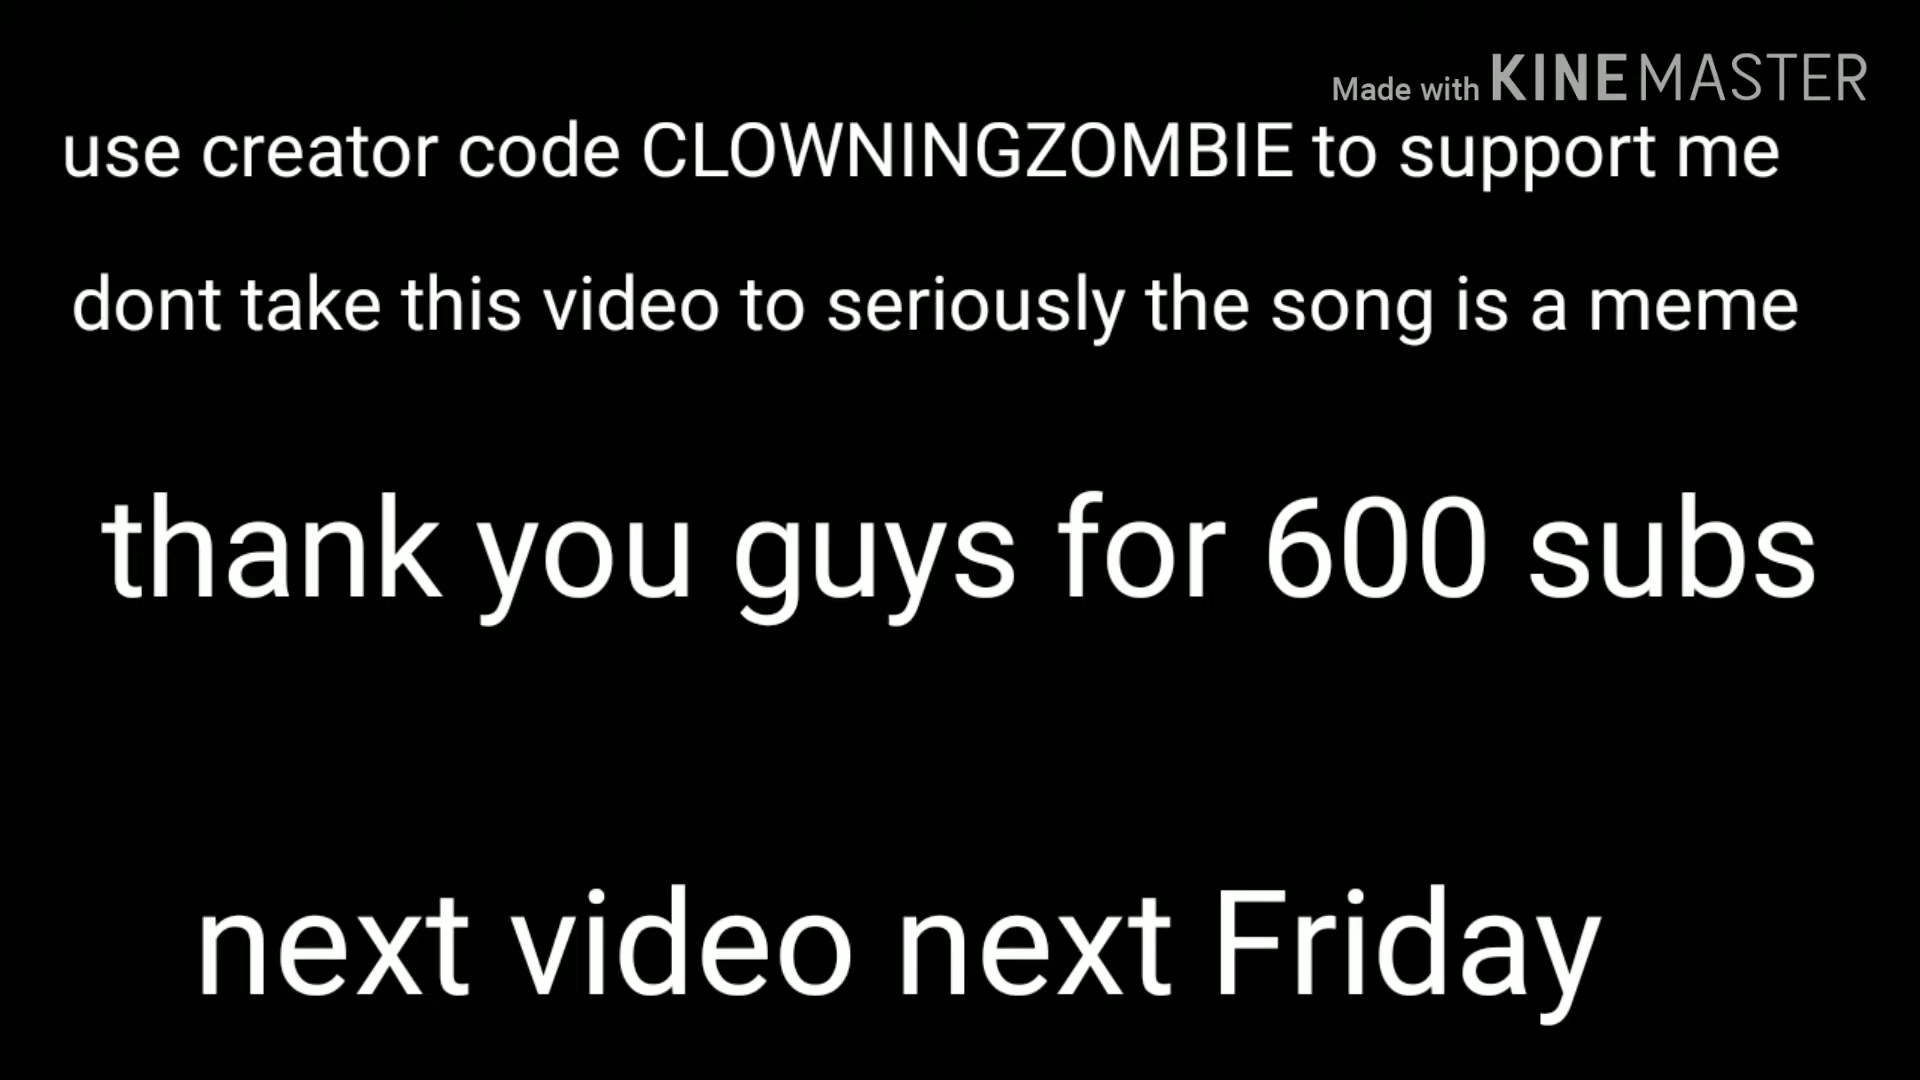 Made with KINEMASTER
use creator code CLOWNINGZOMBIE to support me
dont take this video to seriously the song is a meme
thank you guys for 600 subs
next video next Friday